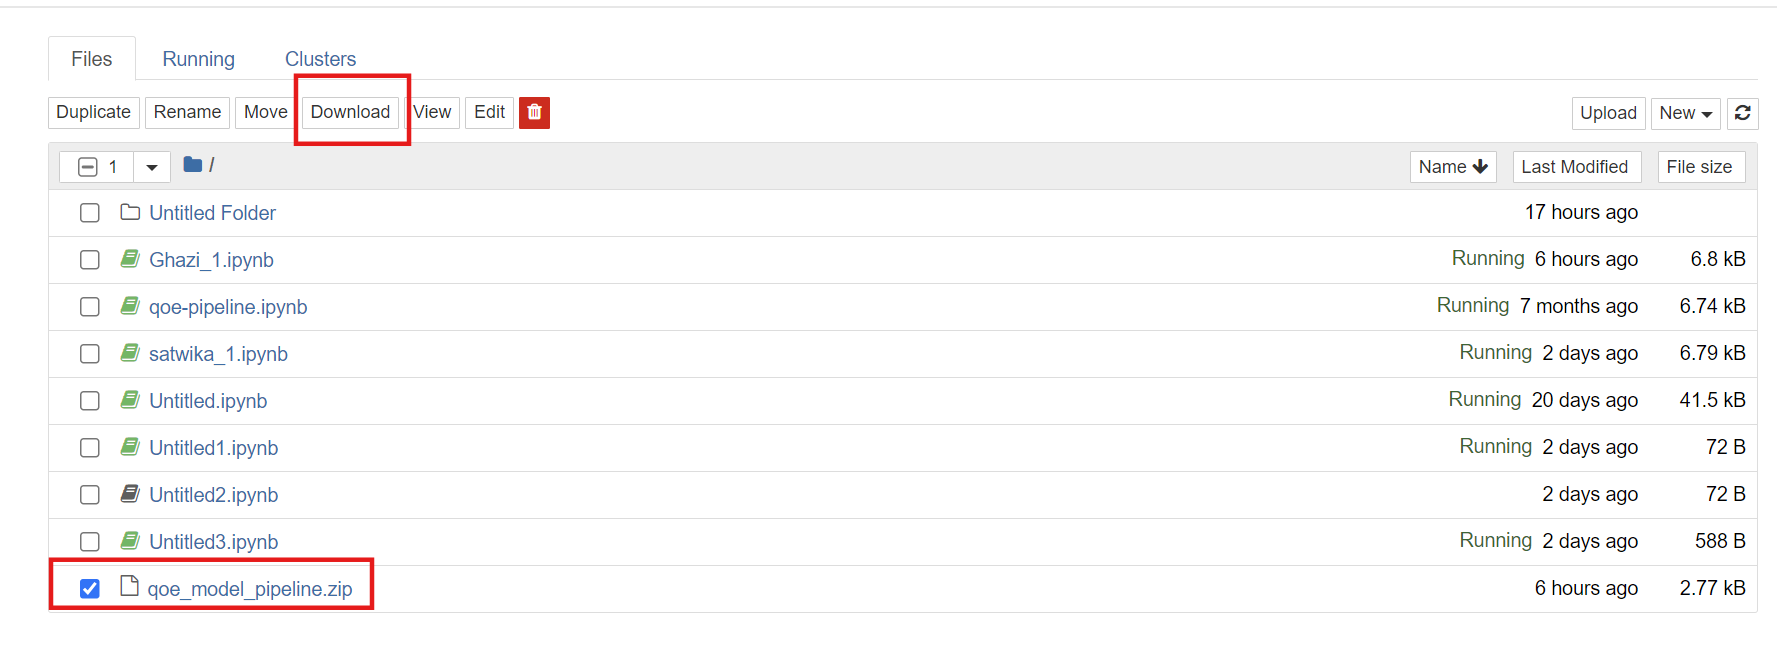 Files Running Clusters
Duplicate Rename Move Download View Edit Upload New
1 / Name Last Modified File size
Untitled Folder 17 hours ago
Ghazi_1.ipynb Running 6 hours ago 6.8 kB
qoe-pipeline.ipynb Running 7 months ago 6.74 kB
satwika_1.ipynb Running 2 days ago 6.79 kB
Untitled.ipynb Running 20 days ago 41.5 kB
Untitled1.ipynb Running 2 days ago 72 B
Untitled2.ipynb 2 days ago 72 B
Untitled3.ipynb Running 2 days ago 588 B
qoe_model_pipeline.zip 6 hours ago 2.77 kB